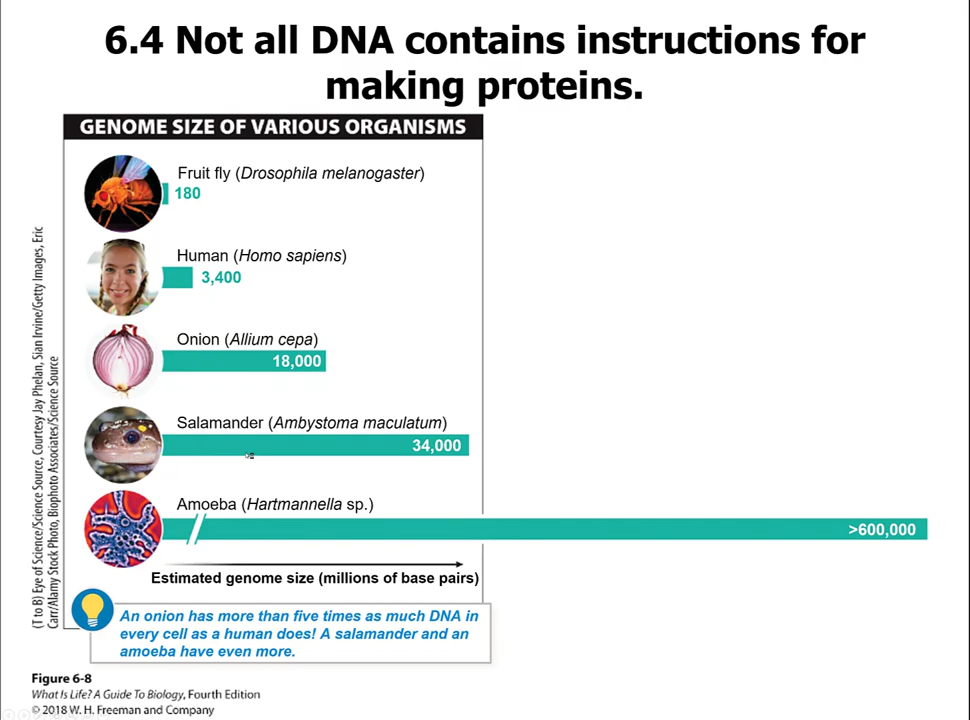 6.4 Not all DNA contains instructions for
making proteins.
GENOME SIZE OF VARIOUS ORGANISMS
Fruit fly (Drosophila melanogaster)
180
Human (Homo sapiens)
3,400
Onion (Allium cepa)
18,000
Salamander (Ambystoma maculatum)
34,000
Amoeba (Hartmannella sp.)
>600,000
Estimated genome size (millions of base pairs)
An onion has more than five times as much DNA in
every cell as a human does! A salamander and an
amoeba have even more.
(T to B) Eye of Science/Science Source, Courtesy Jay Phelan, Sian Irvine/Getty Images, Eric
Carr/Alamy Stock Photo, Biophoto Associates/Science Source
Figure 6-8
What Is Life? A Guide To Biology, Fourth Edition
© 2018 W. H. Freeman and Company